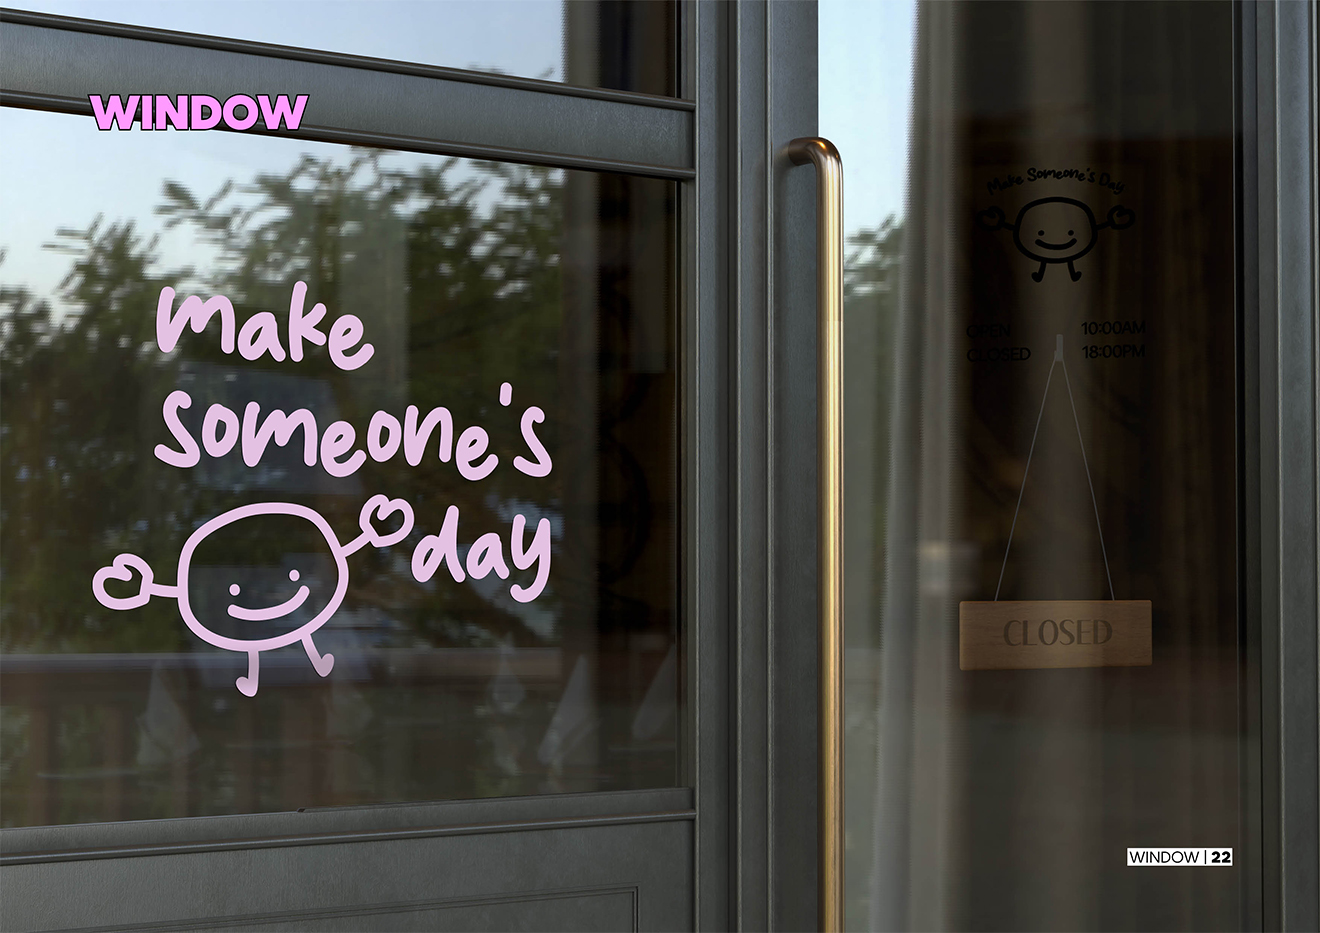 WINDOW
make
someone's
day
Make Someone's Day
OPEN 10:00AM
CLOSED 18:00PM
CLOSED
WINDOW | 22